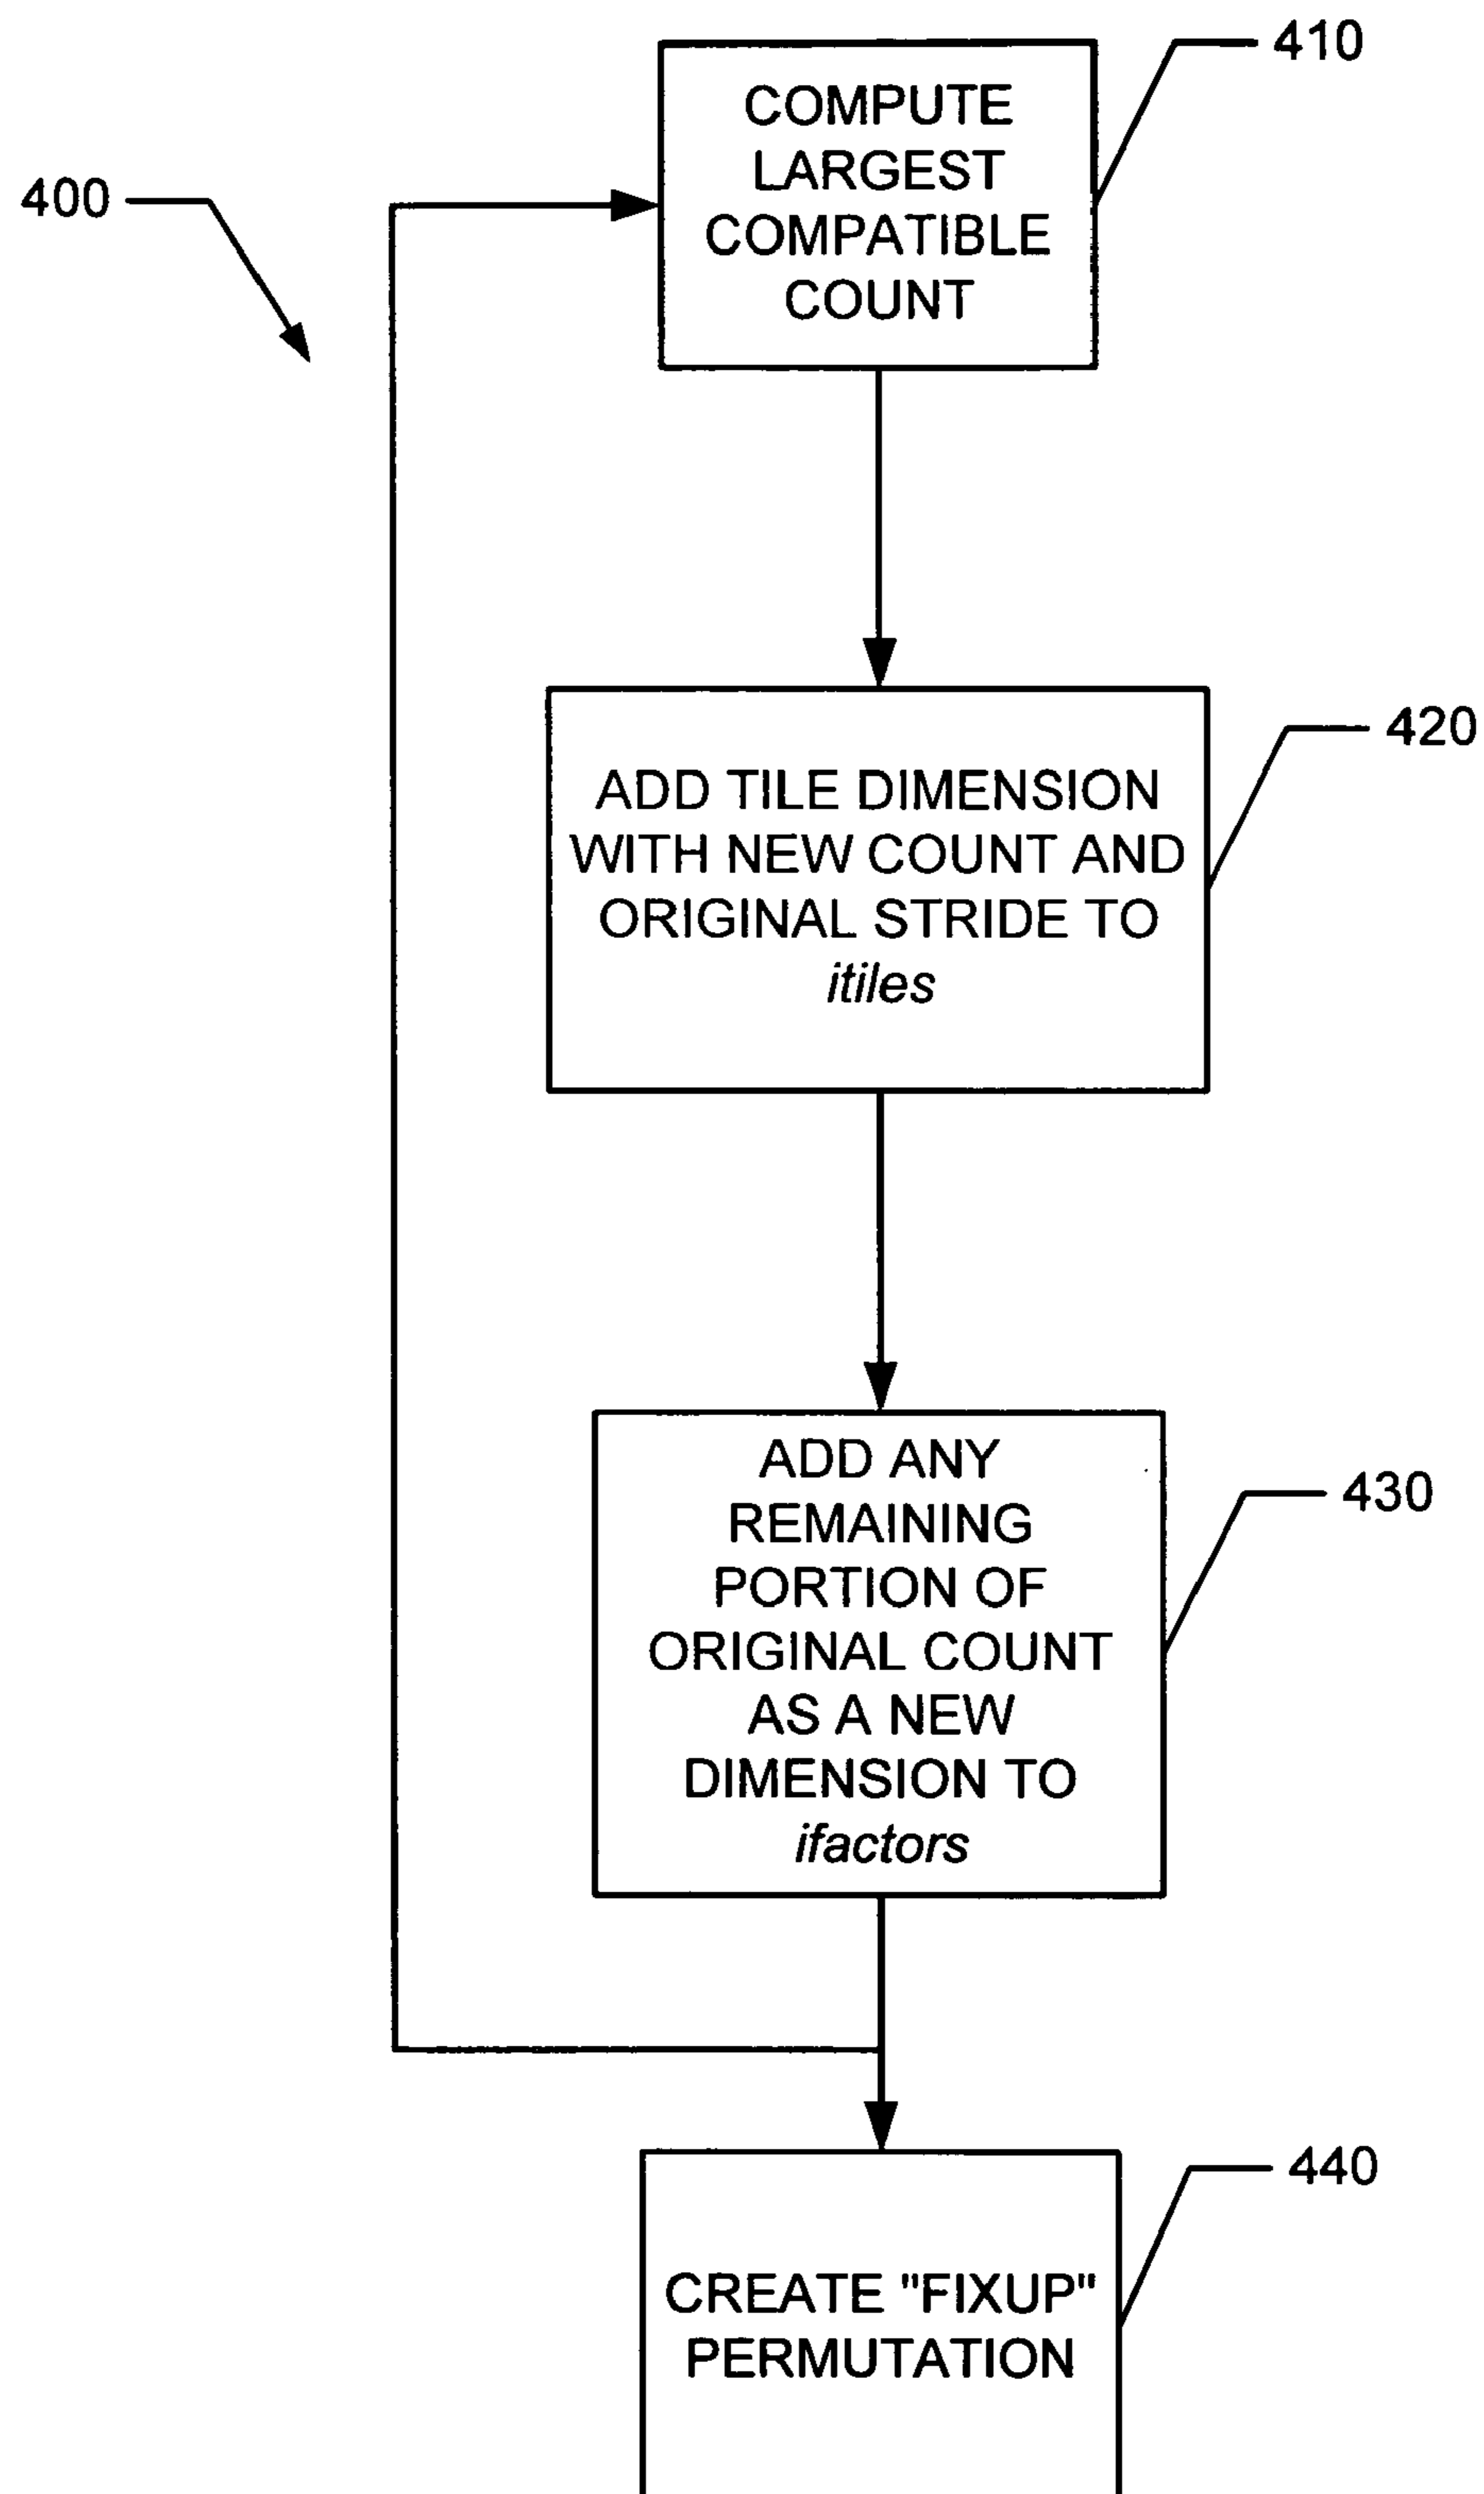 410
COMPUTE
LARGEST
COMPATIBLE
COUNT
400
420
ADD TILE DIMENSION
WITH NEW COUNT AND
ORIGINAL STRIDE TO
itiles
430
ADD ANY
REMAINING
PORTION OF
ORIGINAL COUNT
AS A NEW
DIMENSION TO
ifactors
440
CREATE "FIXUP"
PERMUTATION